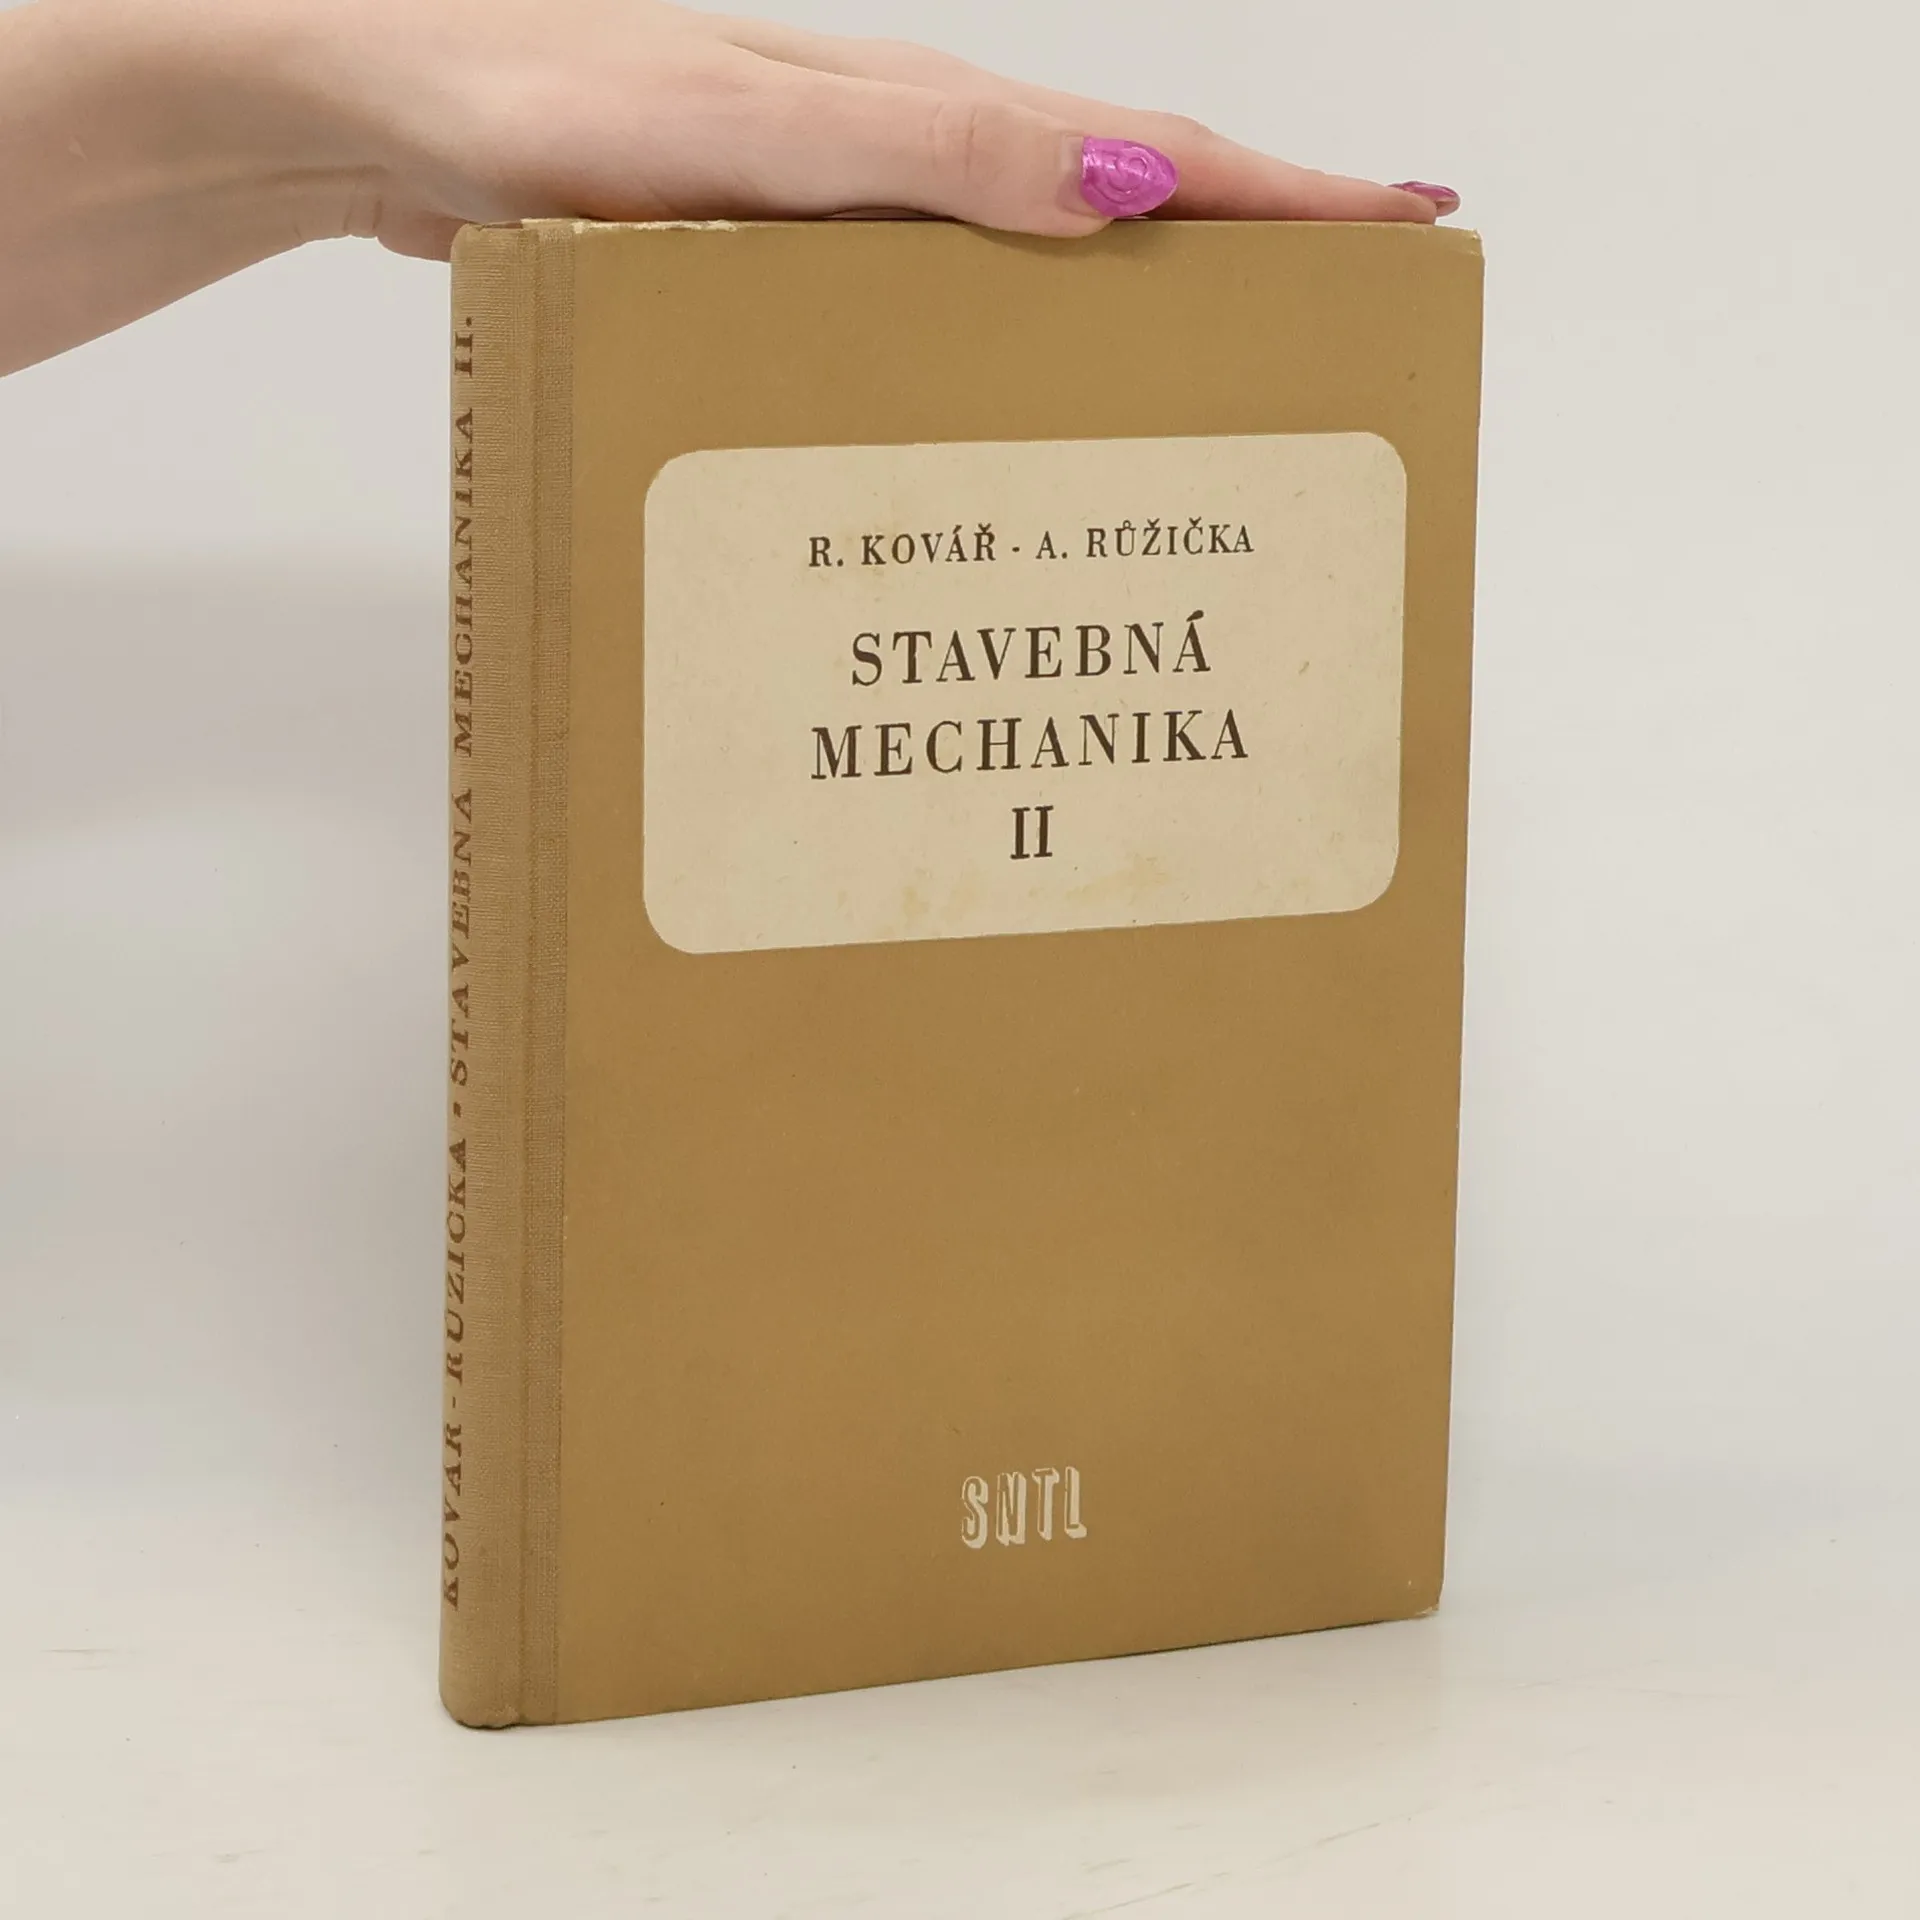 R. KOVÁŘ - A. RŮŽIČKA
STAVEBNÁ
MECHANIKA
II
SNTL
KOVÁŘ - RŮŽIČKA - STAVEBNÁ MECHANIKA II.